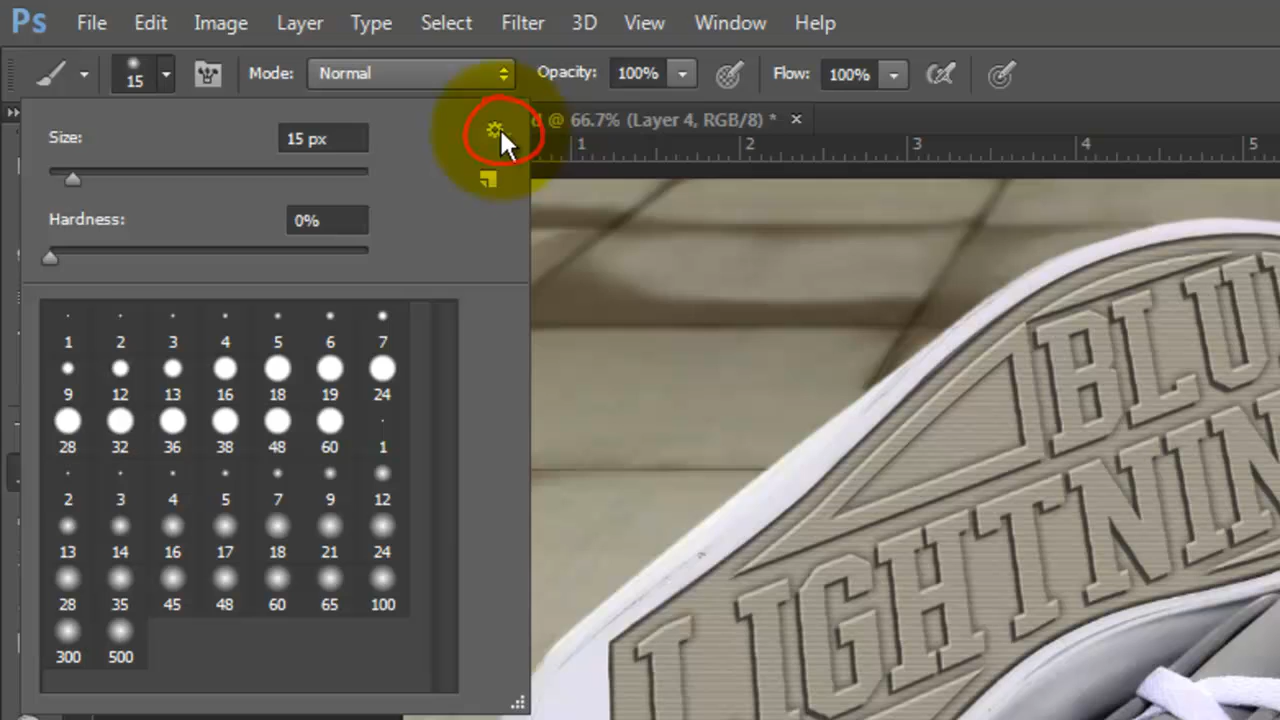 Ps File Edit Image Layer Type Select Filter 3D View Window Help
15 Mode: Normal Opacity: 100% Flow: 100%
d @ 66.7% (Layer 4, RGB/8) * ×
Size: 15 px
1 2 3 4 5
Hardness: 0%
1 2 3 4 5 6 7
9 12 13 16 18 19 24
28 32 36 38 48 60 1
2 3 4 5 7 9 12
13 14 16 17 18 21 24
28 35 45 48 60 65 100
300 500
BLU
LIGHTNIN